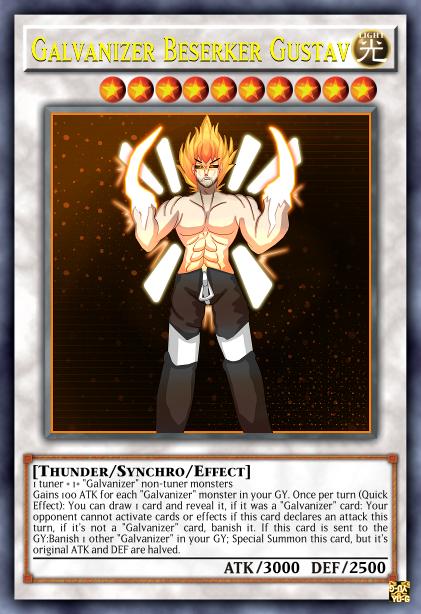 Galvanizer Beserker Gustav
LIGHT
光
[Thunder/Synchro/Effect]
1 tuner + 1+ "Galvanizer" non-tuner monsters
Gains 100 ATK for each "Galvanizer" monster in your GY. Once per turn (Quick
Effect): You can draw 1 card and reveal it, if it was a "Galvanizer" card: Your
opponent cannot activate cards or effects if this card declares an attack this
turn, if it's not a "Galvanizer" card, banish it. If this card is sent to the
GY:Banish 1 other "Galvanizer" in your GY; Special Summon this card, but it's
original ATK and DEF are halved.
ATK/3000 DEF/2500